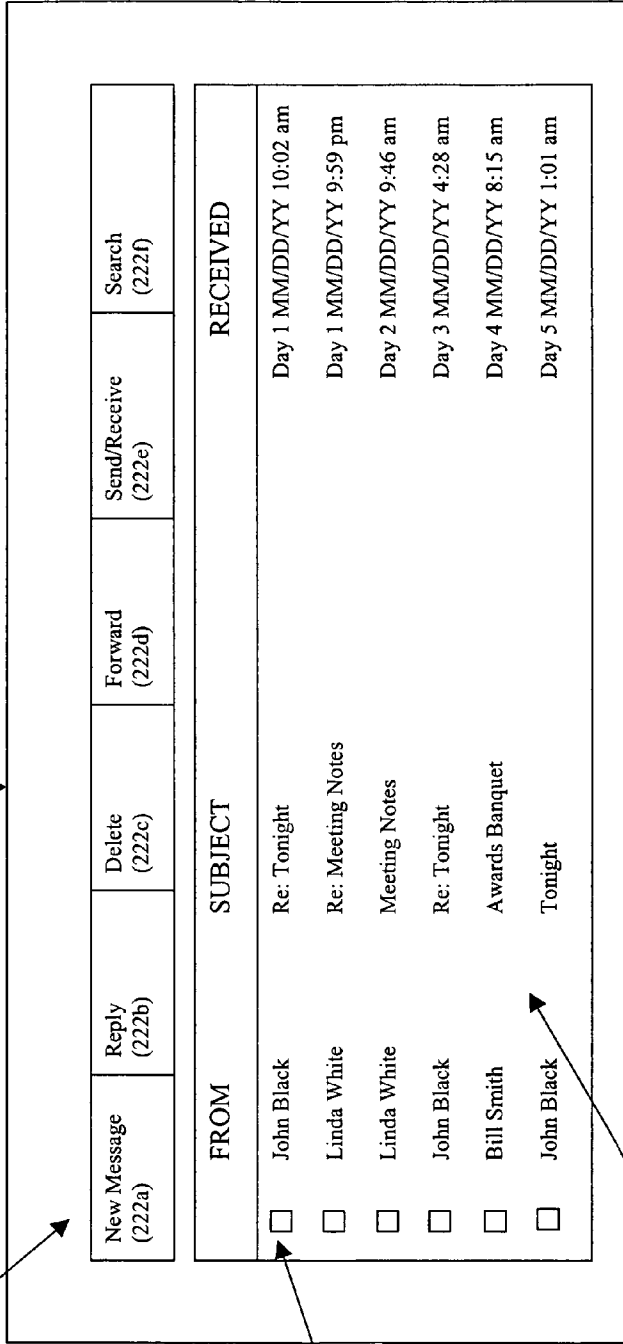 New Message Reply Delete Forward Send/Receive Search
(222a) (222b) (222c) (222d) (222e) (222f)
FROM SUBJECT RECEIVED
John Black Re: Tonight Day 1 MM/DD/YY 10:02 am
Linda White Re: Meeting Notes Day 1 MM/DD/YY 9:59 pm
Linda White Meeting Notes Day 2 MM/DD/YY 9:46 am
John Black Re: Tonight Day 3 MM/DD/YY 4:28 am
Bill Smith Awards Banquet Day 4 MM/DD/YY 8:15 am
John Black Tonight Day 5 MM/DD/YY 1:01 am